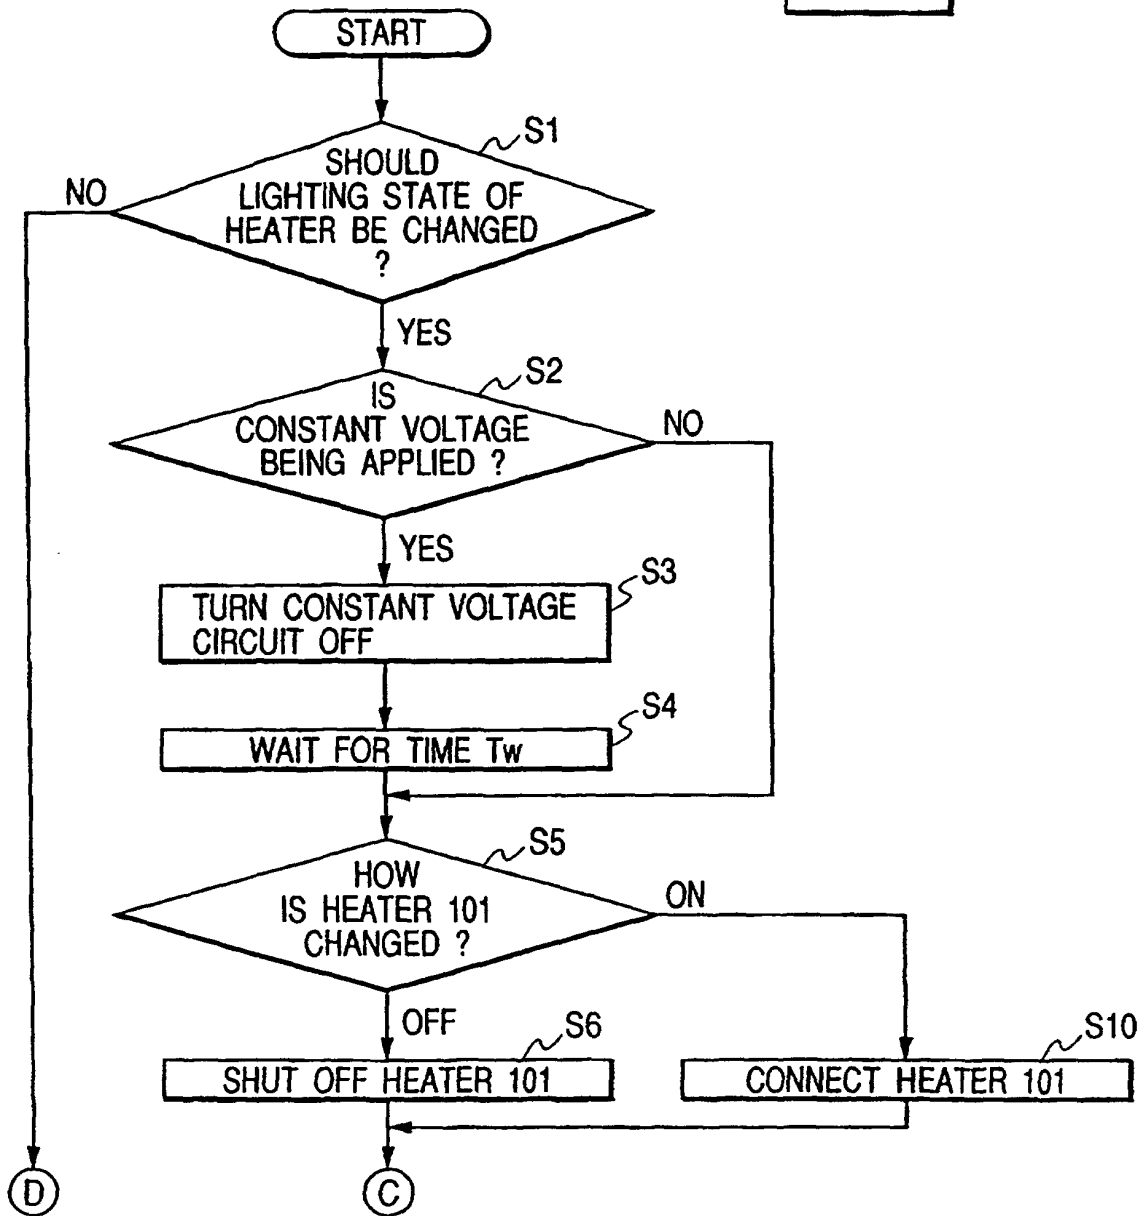 START
S1
SHOULD
LIGHTING STATE OF
HEATER BE CHANGED
?
NO
YES
S2
IS
CONSTANT VOLTAGE
BEING APPLIED ?
NO
YES
S3
TURN CONSTANT VOLTAGE
CIRCUIT OFF
S4
WAIT FOR TIME Tw
S5
HOW
IS HEATER 101
CHANGED ?
ON
OFF
S6
SHUT OFF HEATER 101
S10
CONNECT HEATER 101
D
C